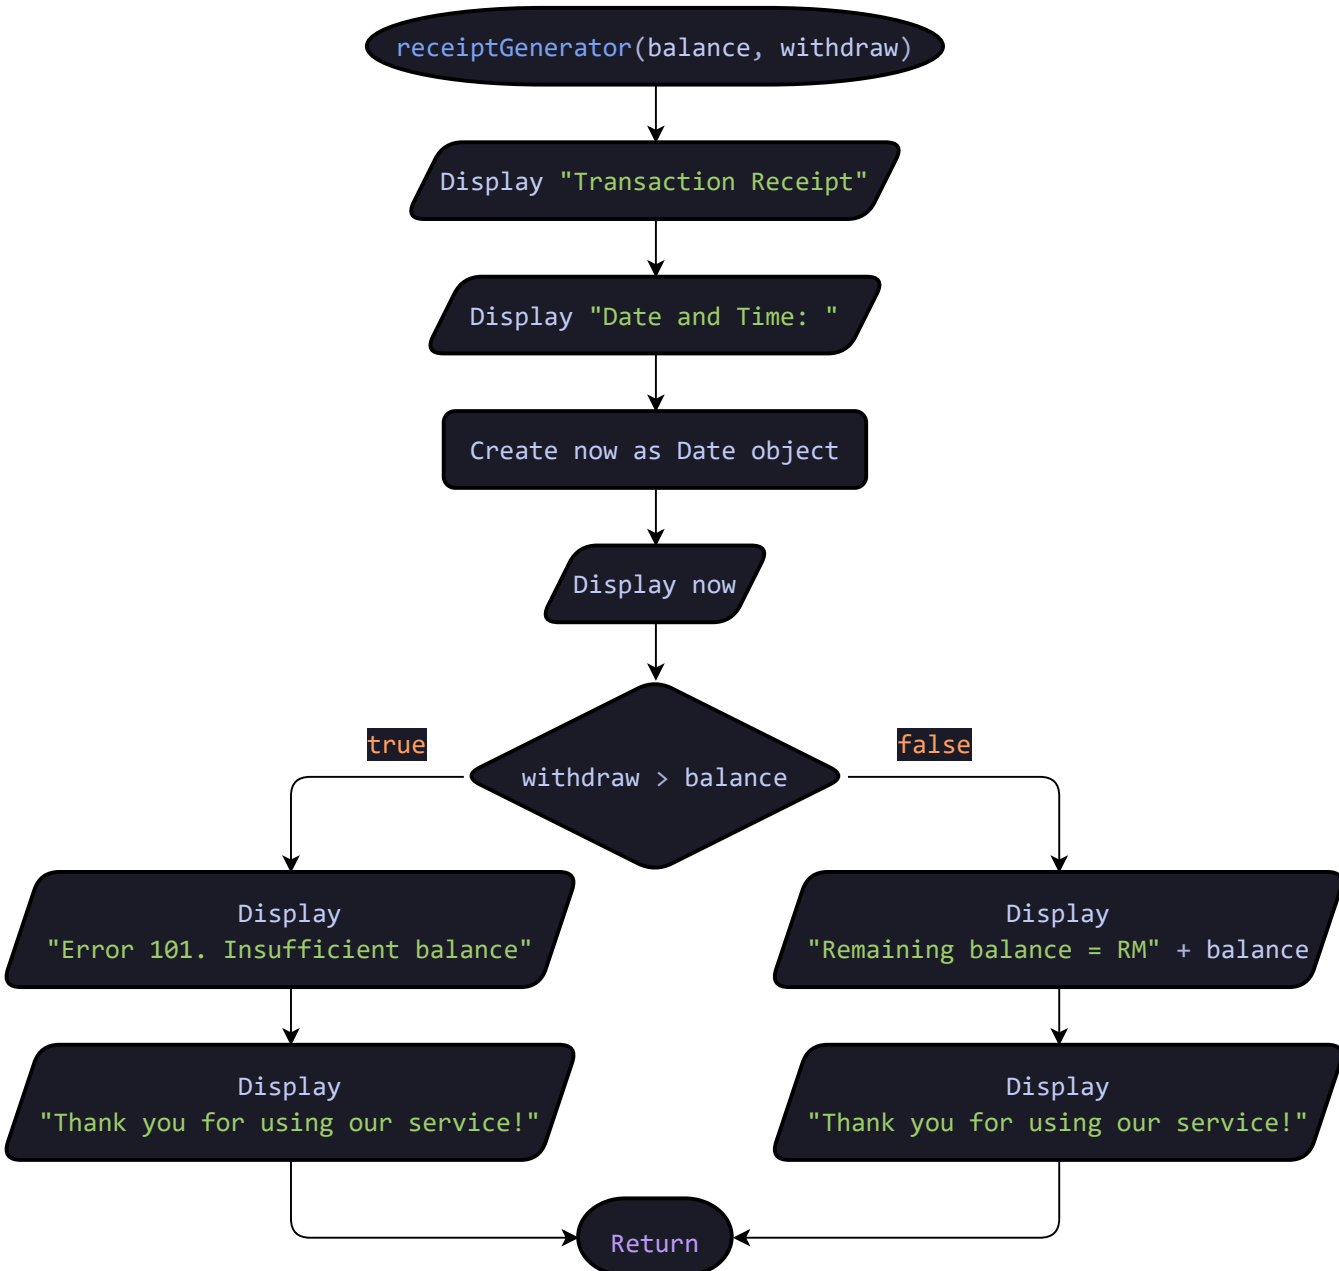 receiptGenerator(balance, withdraw)
Display "Transaction Receipt"
Display "Date and Time: "
Create now as Date object
Display now
withdraw > balance
true
false
Display
"Error 101. Insufficient balance"
Display
"Thank you for using our service!"
Display
"Remaining balance = RM" + balance
Display
"Thank you for using our service!"
Return